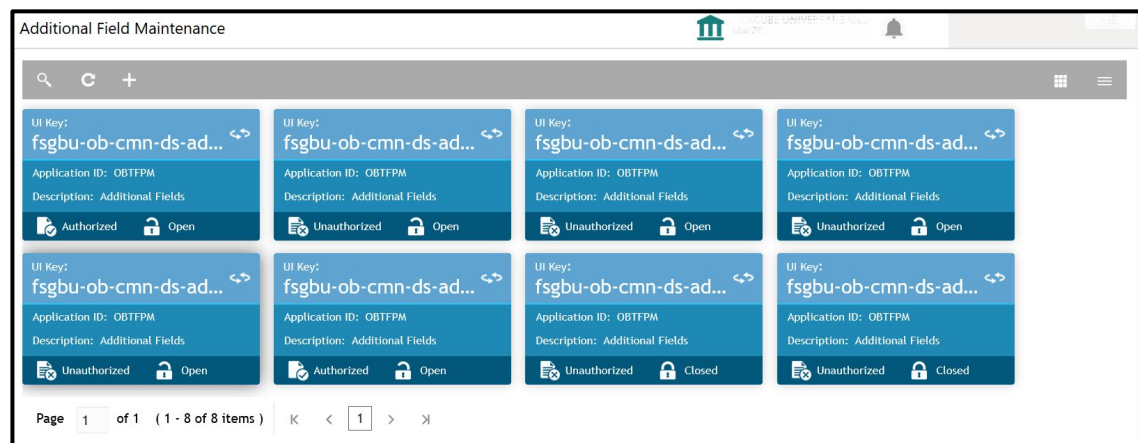 Additional Field Maintenance
UI Key: UI Key: UI Key: UI Key:
fsgbu-ob-cmn-ds-ad... fsgbu-ob-cmn-ds-ad... fsgbu-ob-cmn-ds-ad... fsgbu-ob-cmn-ds-ad...
Application ID: OBTFPM Application ID: OBTFPM Application ID: OBTFPM Application ID: OBTFPM
Description: Additional Fields Description: Additional Fields Description: Additional Fields Description: Additional Fields
Authorized Open Unauthorized Open Unauthorized Open Unauthorized Open
UI Key: UI Key: UI Key: UI Key:
fsgbu-ob-cmn-ds-ad... fsgbu-ob-cmn-ds-ad... fsgbu-ob-cmn-ds-ad... fsgbu-ob-cmn-ds-ad...
Application ID: OBTFPM Application ID: OBTFPM Application ID: OBTFPM Application ID: OBTFPM
Description: Additional Fields Description: Additional Fields Description: Additional Fields Description: Additional Fields
Unauthorized Open Authorized Open Unauthorized Closed Unauthorized Closed
Page 1 of 1 ( 1 - 8 of 8 items ) 1